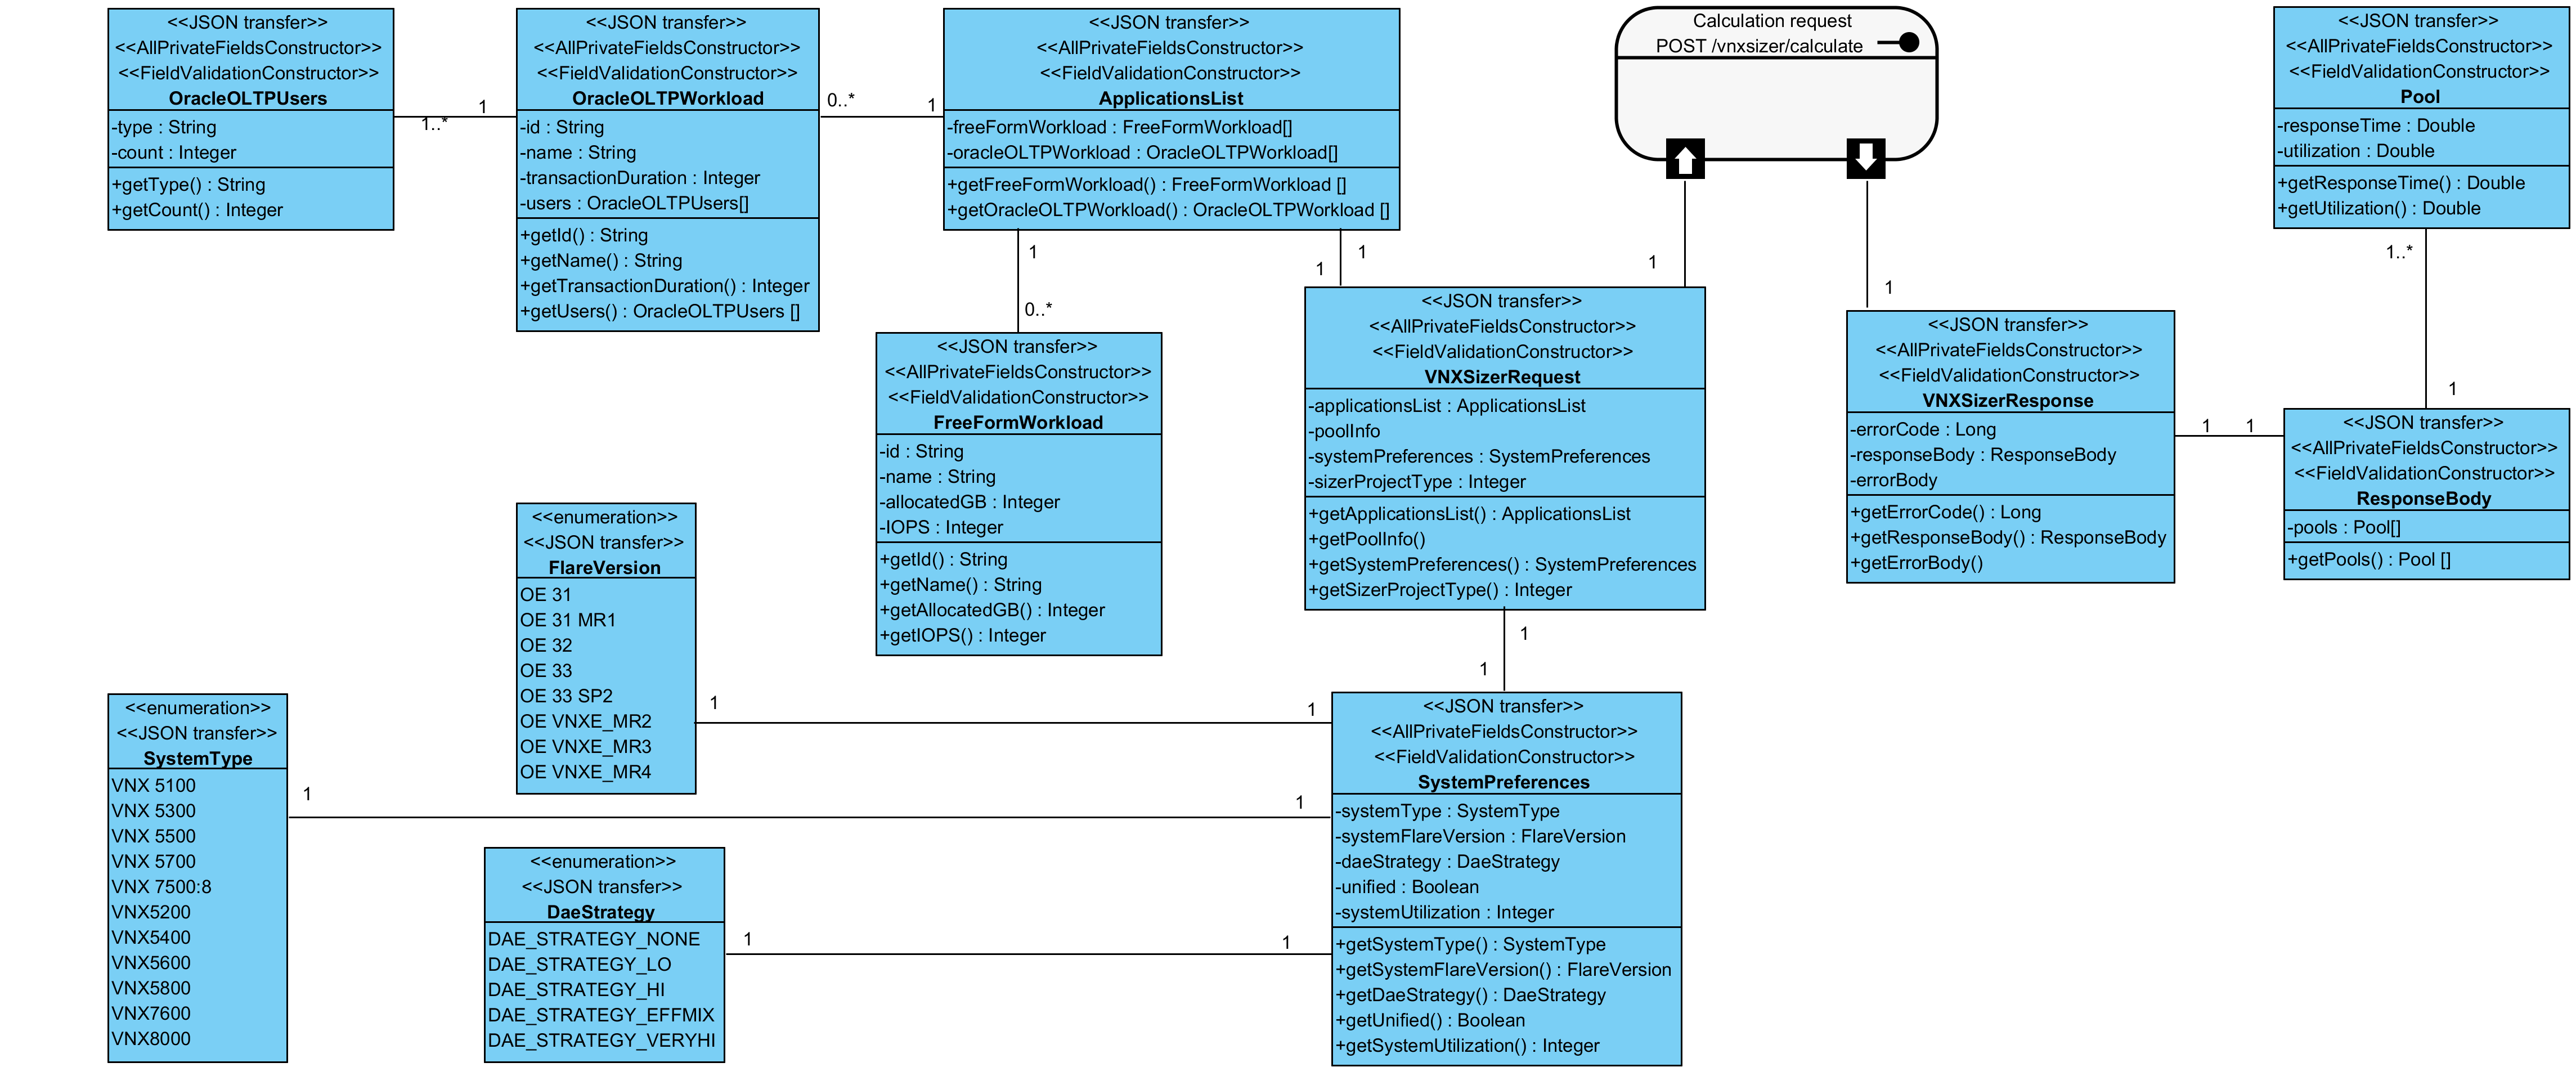 <<JSON transfer>>
<<AllPrivateFieldsConstructor>>
<<FieldValidationConstructor>>
OracleOLTPUsers
-type : String
-count : Integer
+getType() : String
+getCount() : Integer
1..*
1
<<JSON transfer>>
<<AllPrivateFieldsConstructor>>
<<FieldValidationConstructor>>
OracleOLTPWorkload
-id : String
-name : String
-transactionDuration : Integer
-users : OracleOLTPUsers[]
+getId() : String
+getName() : String
+getTransactionDuration() : Integer
+getUsers() : OracleOLTPUsers []
0..*
1
<<JSON transfer>>
<<AllPrivateFieldsConstructor>>
<<FieldValidationConstructor>>
ApplicationsList
-freeFormWorkload : FreeFormWorkload[]
-oracleOLTPWorkload : OracleOLTPWorkload[]
+getFreeFormWorkload() : FreeFormWorkload []
+getOracleOLTPWorkload() : OracleOLTPWorkload []
1
0..*
1
1
Calculation request
POST /vnxsizer/calculate
1
1
<<JSON transfer>>
<<AllPrivateFieldsConstructor>>
<<FieldValidationConstructor>>
Pool
-responseTime : Double
-utilization : Double
+getResponseTime() : Double
+getUtilization() : Double
1..*
1
<<JSON transfer>>
<<AllPrivateFieldsConstructor>>
<<FieldValidationConstructor>>
FreeFormWorkload
-id : String
-name : String
-allocatedGB : Integer
-IOPS : Integer
+getId() : String
+getName() : String
+getAllocatedGB() : Integer
+getIOPS() : Integer
<<JSON transfer>>
<<AllPrivateFieldsConstructor>>
<<FieldValidationConstructor>>
VNXSizerRequest
-applicationsList : ApplicationsList
-poolInfo
-systemPreferences : SystemPreferences
-sizerProjectType : Integer
+getApplicationsList() : ApplicationsList
+getPoolInfo()
+getSystemPreferences() : SystemPreferences
+getSizerProjectType() : Integer
1
1
<<JSON transfer>>
<<AllPrivateFieldsConstructor>>
<<FieldValidationConstructor>>
VNXSizerResponse
-errorCode : Long
-responseBody : ResponseBody
-errorBody
+getErrorCode() : Long
+getResponseBody() : ResponseBody
+getErrorBody()
1
1
<<JSON transfer>>
<<AllPrivateFieldsConstructor>>
<<FieldValidationConstructor>>
ResponseBody
-pools : Pool[]
+getPools() : Pool []
<<enumeration>>
<<JSON transfer>>
FlareVersion
OE 31
OE 31 MR1
OE 32
OE 33
OE 33 SP2
OE VNXE_MR2
OE VNXE_MR3
OE VNXE_MR4
1
1
<<enumeration>>
<<JSON transfer>>
SystemType
VNX 5100
VNX 5300
VNX 5500
VNX 5700
VNX 7500:8
VNX5200
VNX5400
VNX5600
VNX5800
VNX7600
VNX8000
1
1
<<enumeration>>
<<JSON transfer>>
DaeStrategy
DAE_STRATEGY_NONE
DAE_STRATEGY_LO
DAE_STRATEGY_HI
DAE_STRATEGY_EFFMIX
DAE_STRATEGY_VERYHI
1
1
<<JSON transfer>>
<<AllPrivateFieldsConstructor>>
<<FieldValidationConstructor>>
SystemPreferences
-systemType : SystemType
-systemFlareVersion : FlareVersion
-daeStrategy : DaeStrategy
-unified : Boolean
-systemUtilization : Integer
+getSystemType() : SystemType
+getSystemFlareVersion() : FlareVersion
+getDaeStrategy() : DaeStrategy
+getUnified() : Boolean
+getSystemUtilization() : Integer